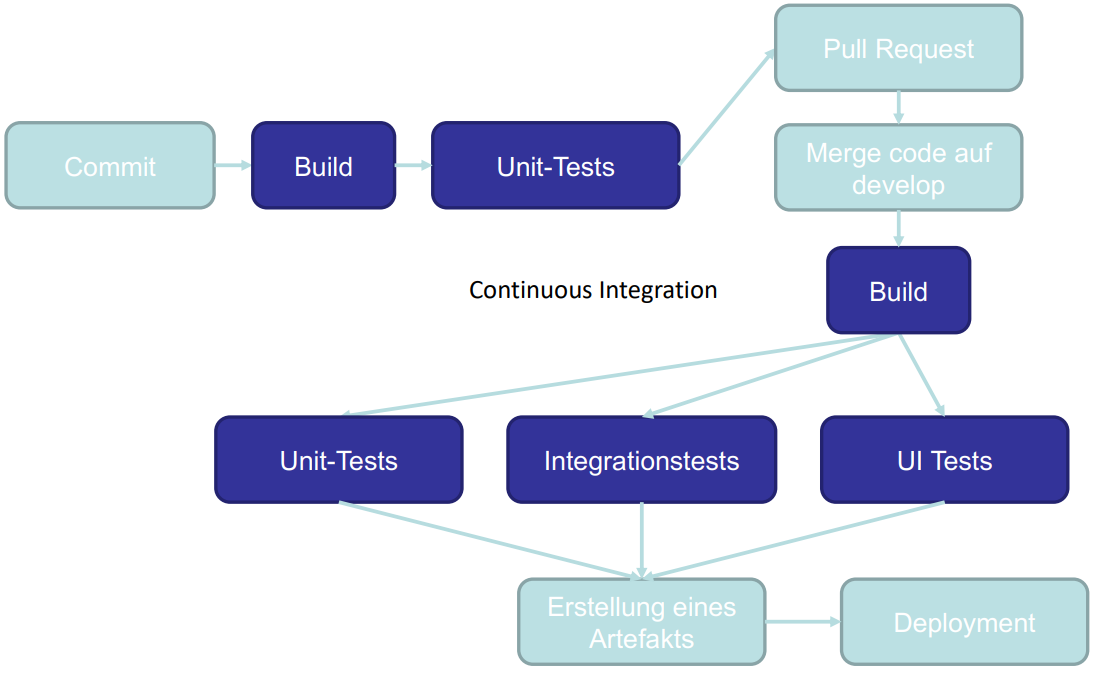 Pull Request
Commit
Build
Unit-Tests
Merge code auf
develop
Continuous Integration
Build
Unit-Tests
Integrationstests
UI Tests
Erstellung eines
Artefakts
Deployment